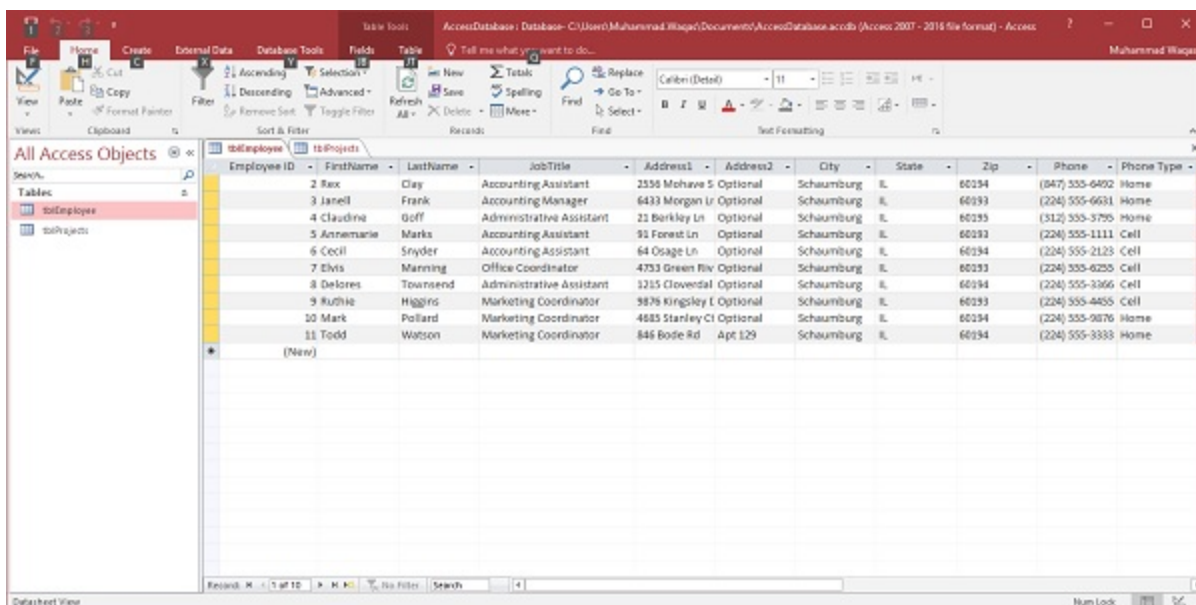 Table Tools
AccessDatabase : Database- C:\Users\Muhammad.Waqas\Documents\AccessDatabase.accdb (Access 2007 - 2016 file format) - Access
File Home Create External Data Database Tools Fields Table Tell me what you want to do...
Muhammad Waqas
F H C X Y JB JT Q
View
Views
Paste
Cut
Copy
Format Painter
Clipboard
Filter
Ascending
Descending
Remove Sort
Selection
Advanced
Toggle Filter
Sort & Filter
Refresh
All
New
Save
Delete
Totals
Spelling
More
Records
Find
Replace
Go To
Select
Find
Calibri (Detail) 11
B I U A
Text Formatting
All Access Objects
Search...
Tables
tblEmployee
tblProjects
tblEmployee tblProjects
Employee ID FirstName LastName JobTitle Address1 Address2 City State Zip Phone Phone Type
2 Rex Clay Accounting Assistant 2556 Mohave S Optional Schaumburg IL 60194 (847) 555-6492 Home
3 Janell Frank Accounting Manager 6433 Morgan Ln Optional Schaumburg IL 60193 (224) 555-6631 Home
4 Claudine Goff Administrative Assistant 21 Berkley Ln Optional Schaumburg IL 60195 (312) 555-3795 Home
5 Annemarie Marks Accounting Assistant 91 Forest Ln Optional Schaumburg IL 60193 (224) 555-1111 Cell
6 Cecil Snyder Accounting Assistant 64 Osage Ln Optional Schaumburg IL 60194 (224) 555-2123 Cell
7 Elvis Manning Office Coordinator 4753 Green Riv Optional Schaumburg IL 60193 (224) 555-6255 Cell
8 Delores Townsend Administrative Assistant 1215 Cloverdal Optional Schaumburg IL 60194 (224) 555-3366 Cell
9 Ruthie Higgins Marketing Coordinator 9876 Kingsley Optional Schaumburg IL 60193 (224) 555-4455 Cell
10 Mark Pollard Marketing Coordinator 4685 Stanley Optional Schaumburg IL 60194 (224) 555-9876 Home
11 Todd Watson Marketing Coordinator 846 Bode Rd Apt 129 Schaumburg IL 60194 (224) 555-3333 Home
(New)
Record: 1 of 10 No Filter Search
Datasheet View
Num Lock